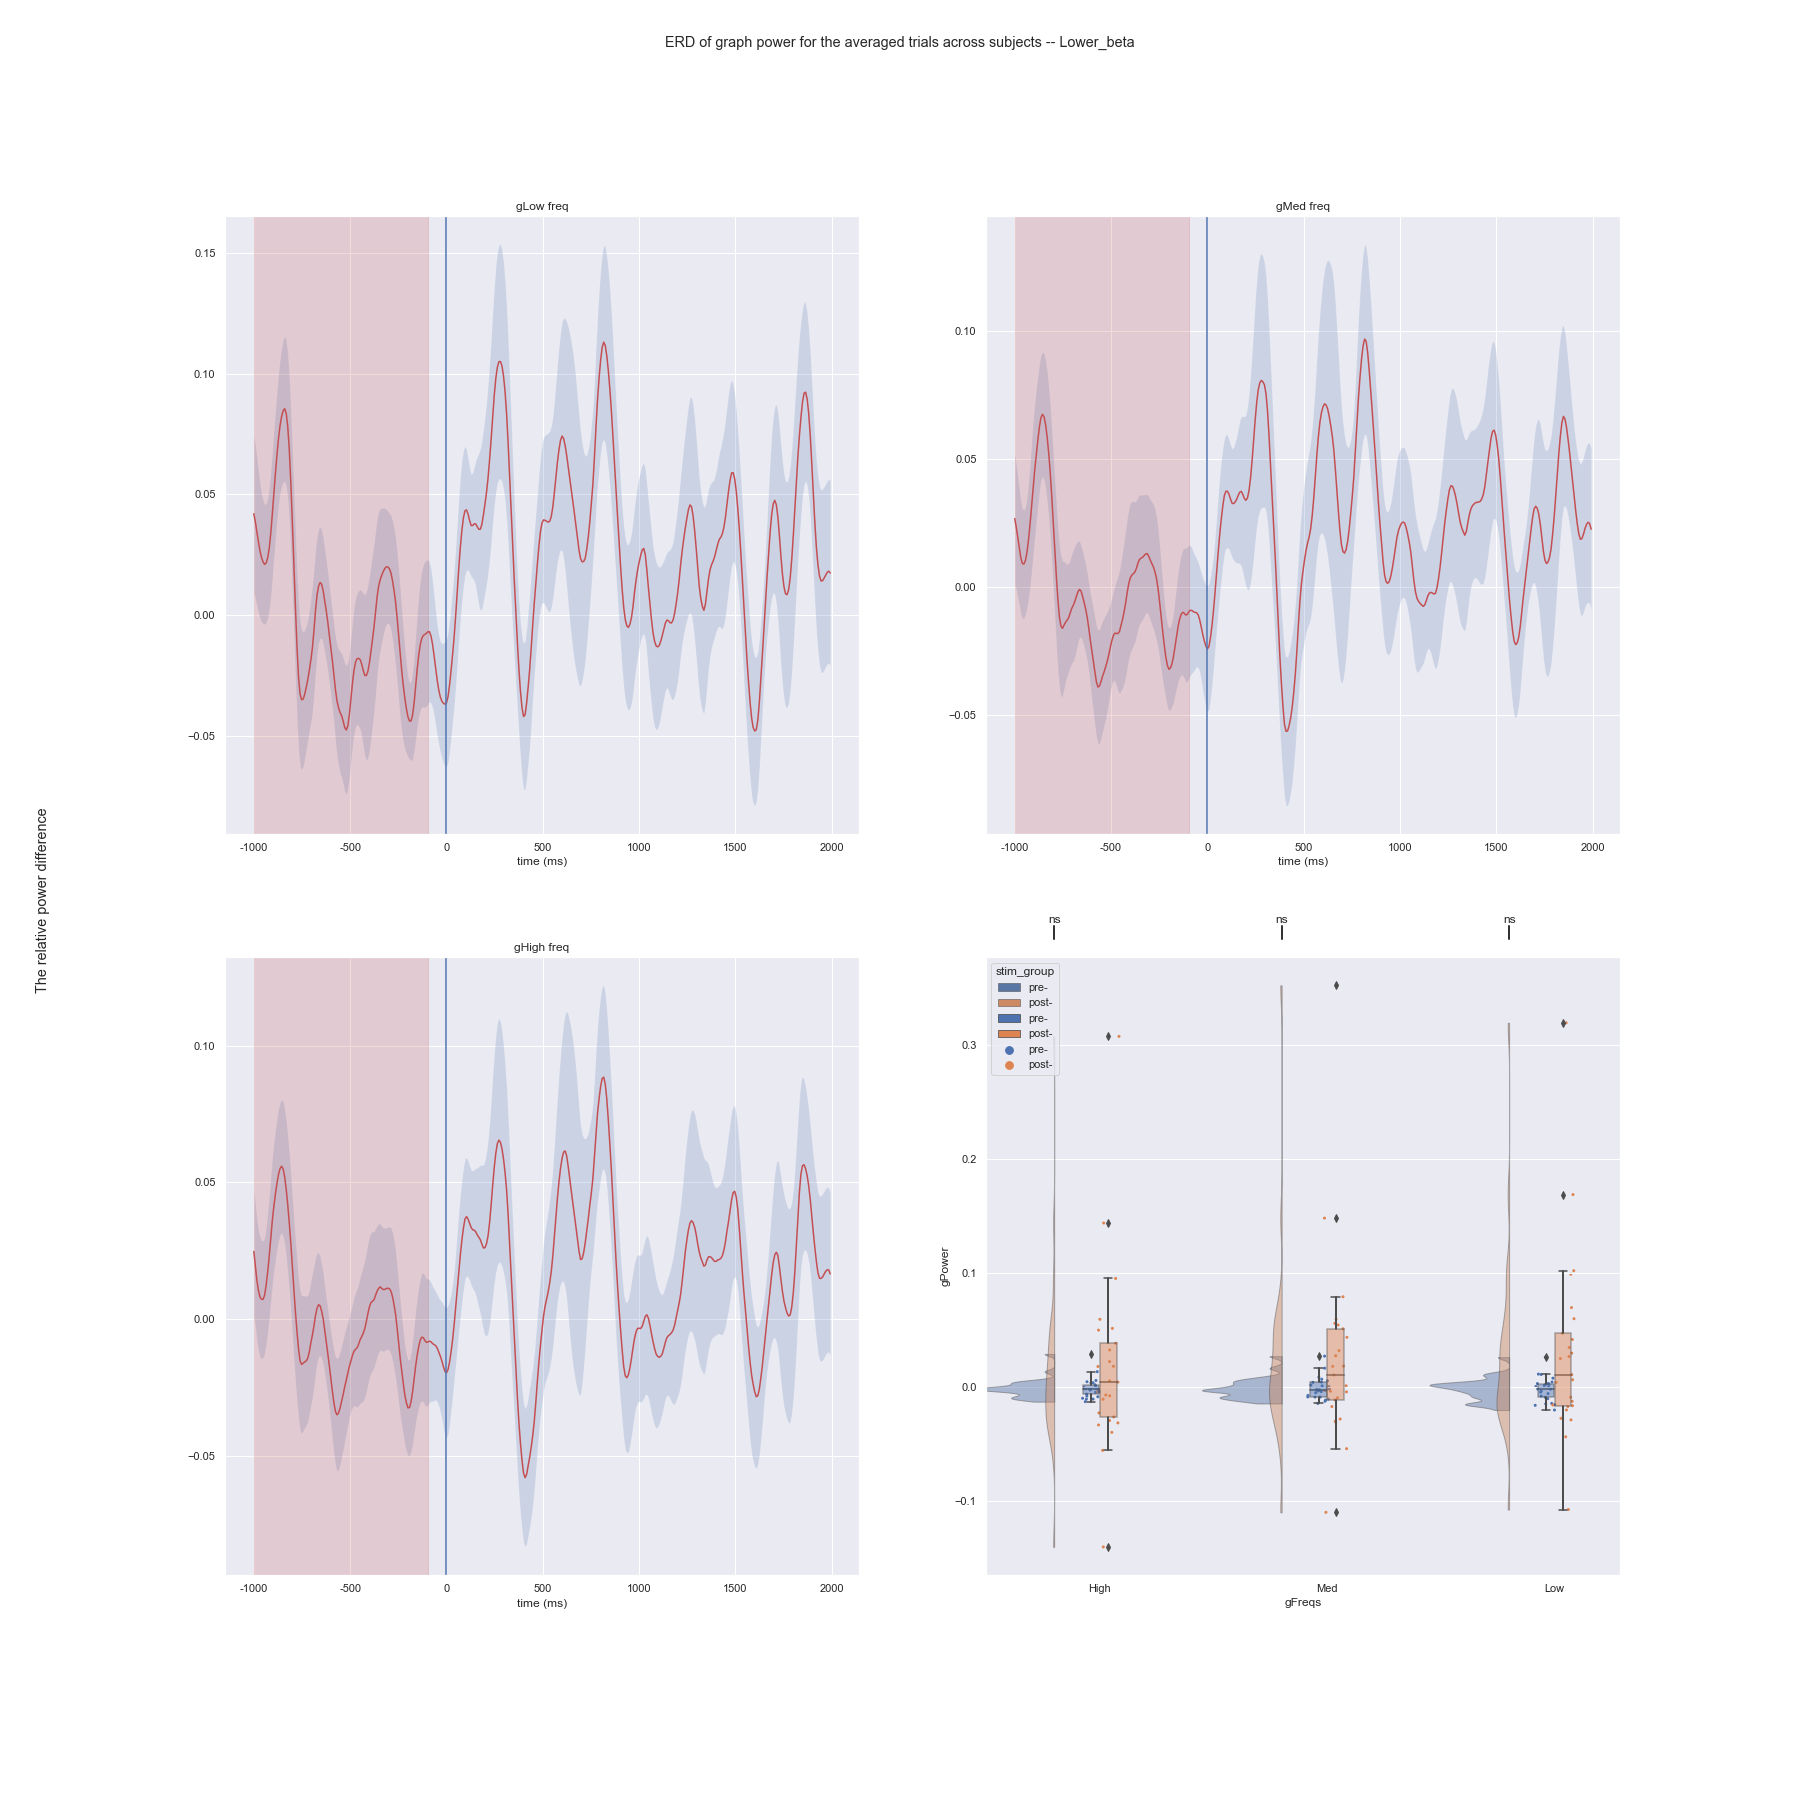 ERD of graph power for the averaged trials across subjects -- Lower_beta
The relative power difference
gLow freq
0.15
0.10
0.05
0.00
−0.05
-1000 -500 0 500 1000 1500 2000
time (ms)
gMed freq
0.10
0.05
0.00
−0.05
-1000 -500 0 500 1000 1500 2000
time (ms)
gHigh freq
0.10
0.05
0.00
−0.05
-1000 -500 0 500 1000 1500 2000
time (ms)
ns ns ns
stim_group
pre-
post-
pre-
post-
pre-
post-
gPower
0.3
0.2
0.1
0.0
−0.1
High Med Low
gFreqs